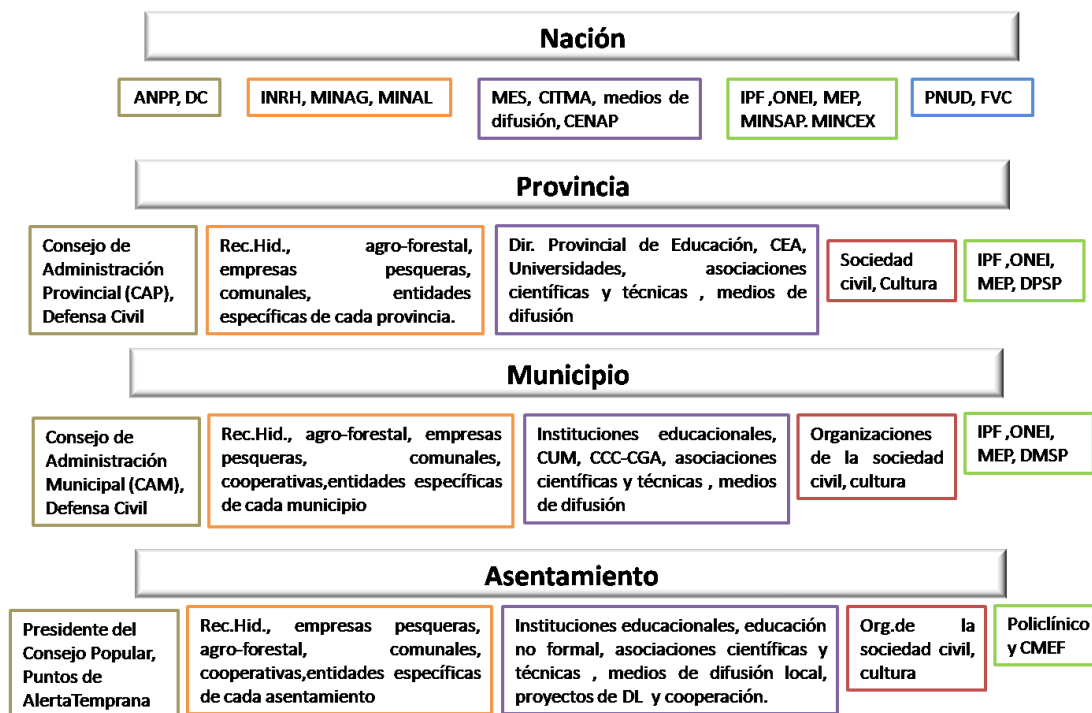 Nación
ANPP, DC
INRH, MINAG, MINAL
MES, CITMA, medios de
difusión, CENAP
IPF ,ONEI, MEP,
MINSAP. MINCEX
PNUD, FVC
Provincia
Consejo de
Administración
Provincial (CAP),
Defensa Civil
Rec.Hid., agro-forestal,
empresas pesqueras,
comunales, entidades
específicas de cada provincia.
Dir. Provincial de Educación, CEA,
Universidades, asociaciones
científicas y técnicas , medios de
difusión
Sociedad
civil, Cultura
IPF ,ONEI,
MEP, DPSP
Municipio
Consejo de
Administración
Municipal (CAM),
Defensa Civil
Rec.Hid., agro-forestal, empresas
pesqueras, comunales,
cooperativas,entidades específicas
de cada municipio
Instituciones educacionales,
CUM, CCC-CGA, asociaciones
científicas y técnicas , medios
de difusión
Organizaciones
de la sociedad
civil, cultura
IPF ,ONEI,
MEP, DMSP
Asentamiento
Presidente del
Consejo Popular,
Puntos de
AlertaTemprana
Rec.Hid., empresas pesqueras,
agro-forestal, comunales,
cooperativas,entidades específicas
de cada asentamiento
Instituciones educacionales, educación
no formal, asociaciones científicas y
técnicas , medios de difusión local,
proyectos de DL y cooperación.
Org.de la
sociedad civil,
cultura
Policlínico
y CMEF